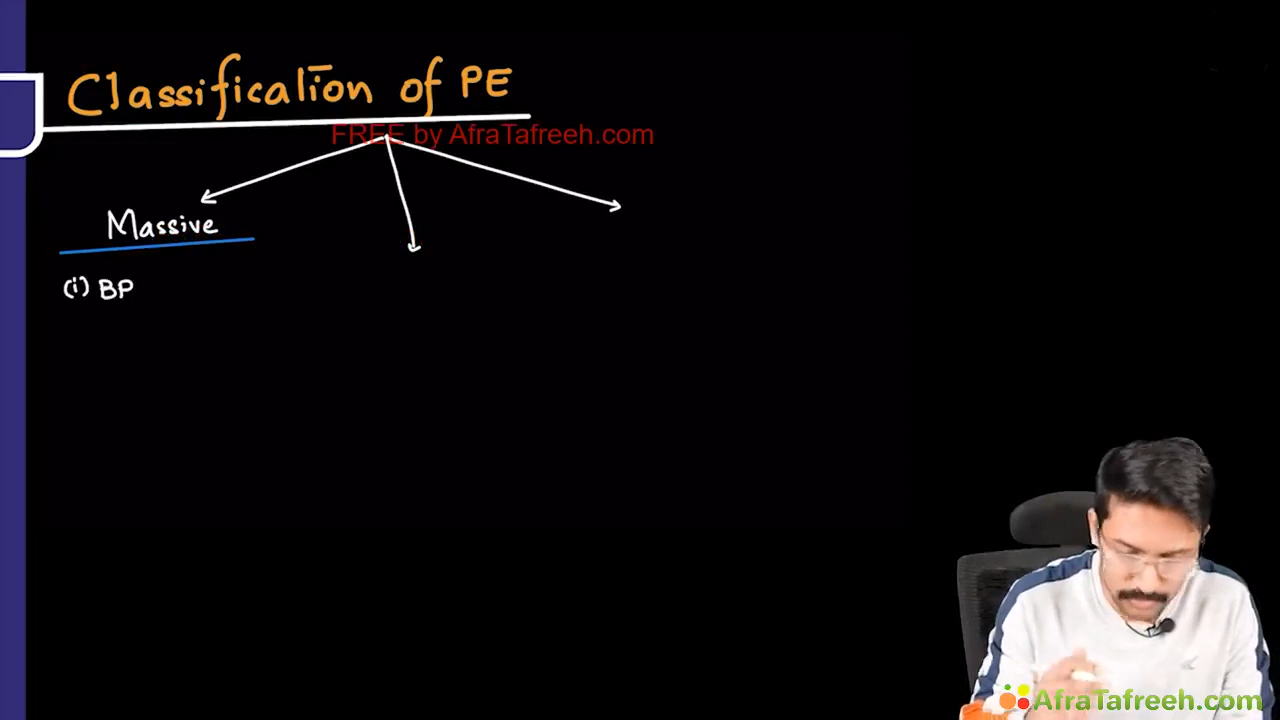 Classification of PE
FREE by AfraTafreeh.com
Massive
(i) BP
AfraTafreeh.com